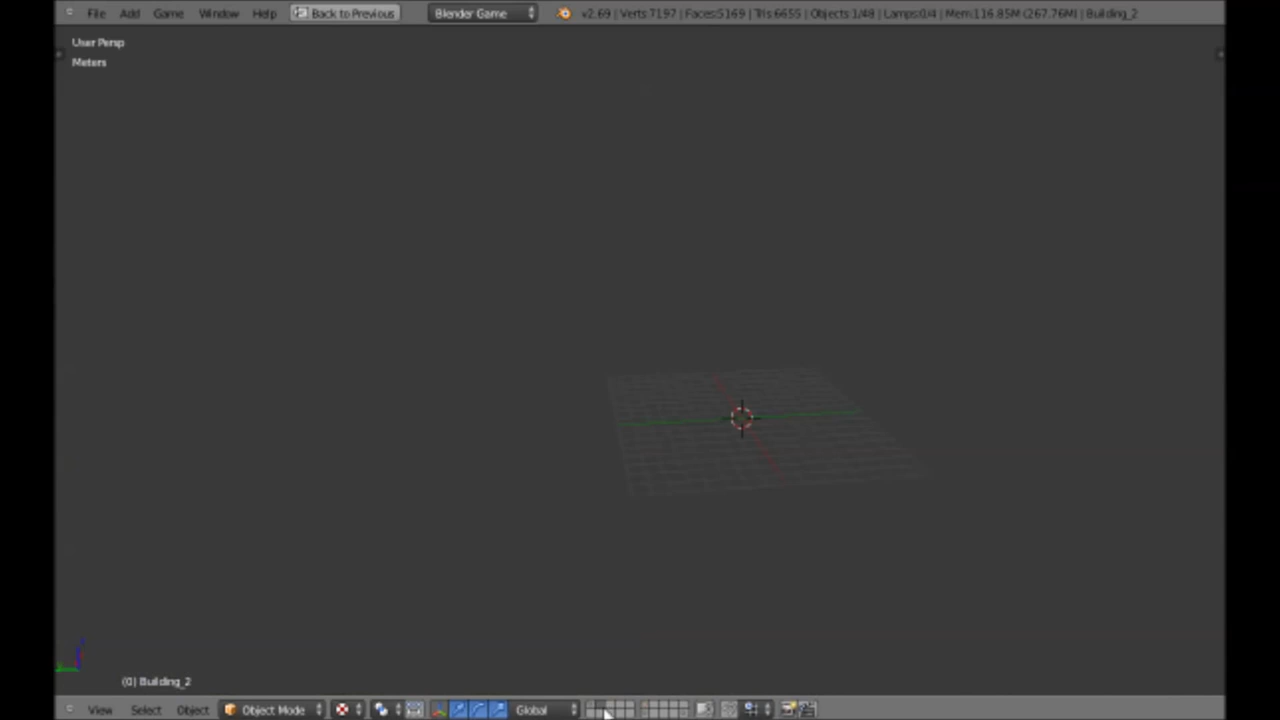 File Add Game Window Help Back to Previous Blender Game v2.69 | Verts:7197 | Faces:5169 | Tris:6655 | Objects:1/48 | Lamps:0/4 | Mem:116.85M (267.76M) | Building_2
User Persp
Meters
(0) Building_2
View Select Object Object Mode Global